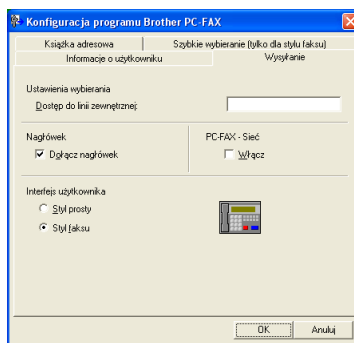 Konfiguracja programu Brother PC-FAX
Książka adresowa
Szybkie wybieranie (tylko dla stylu faksu)
Informacje o użytkowniku
Wysyłanie
Ustawienia wybierania
Dostęp do linii zewnętrznej:
Nagłówek
PC-FAX - Sieć
Dołącz nagłówek
Włącz
Interfejs użytkownika
Styl prosty
Styl faksu
OK
Anuluj